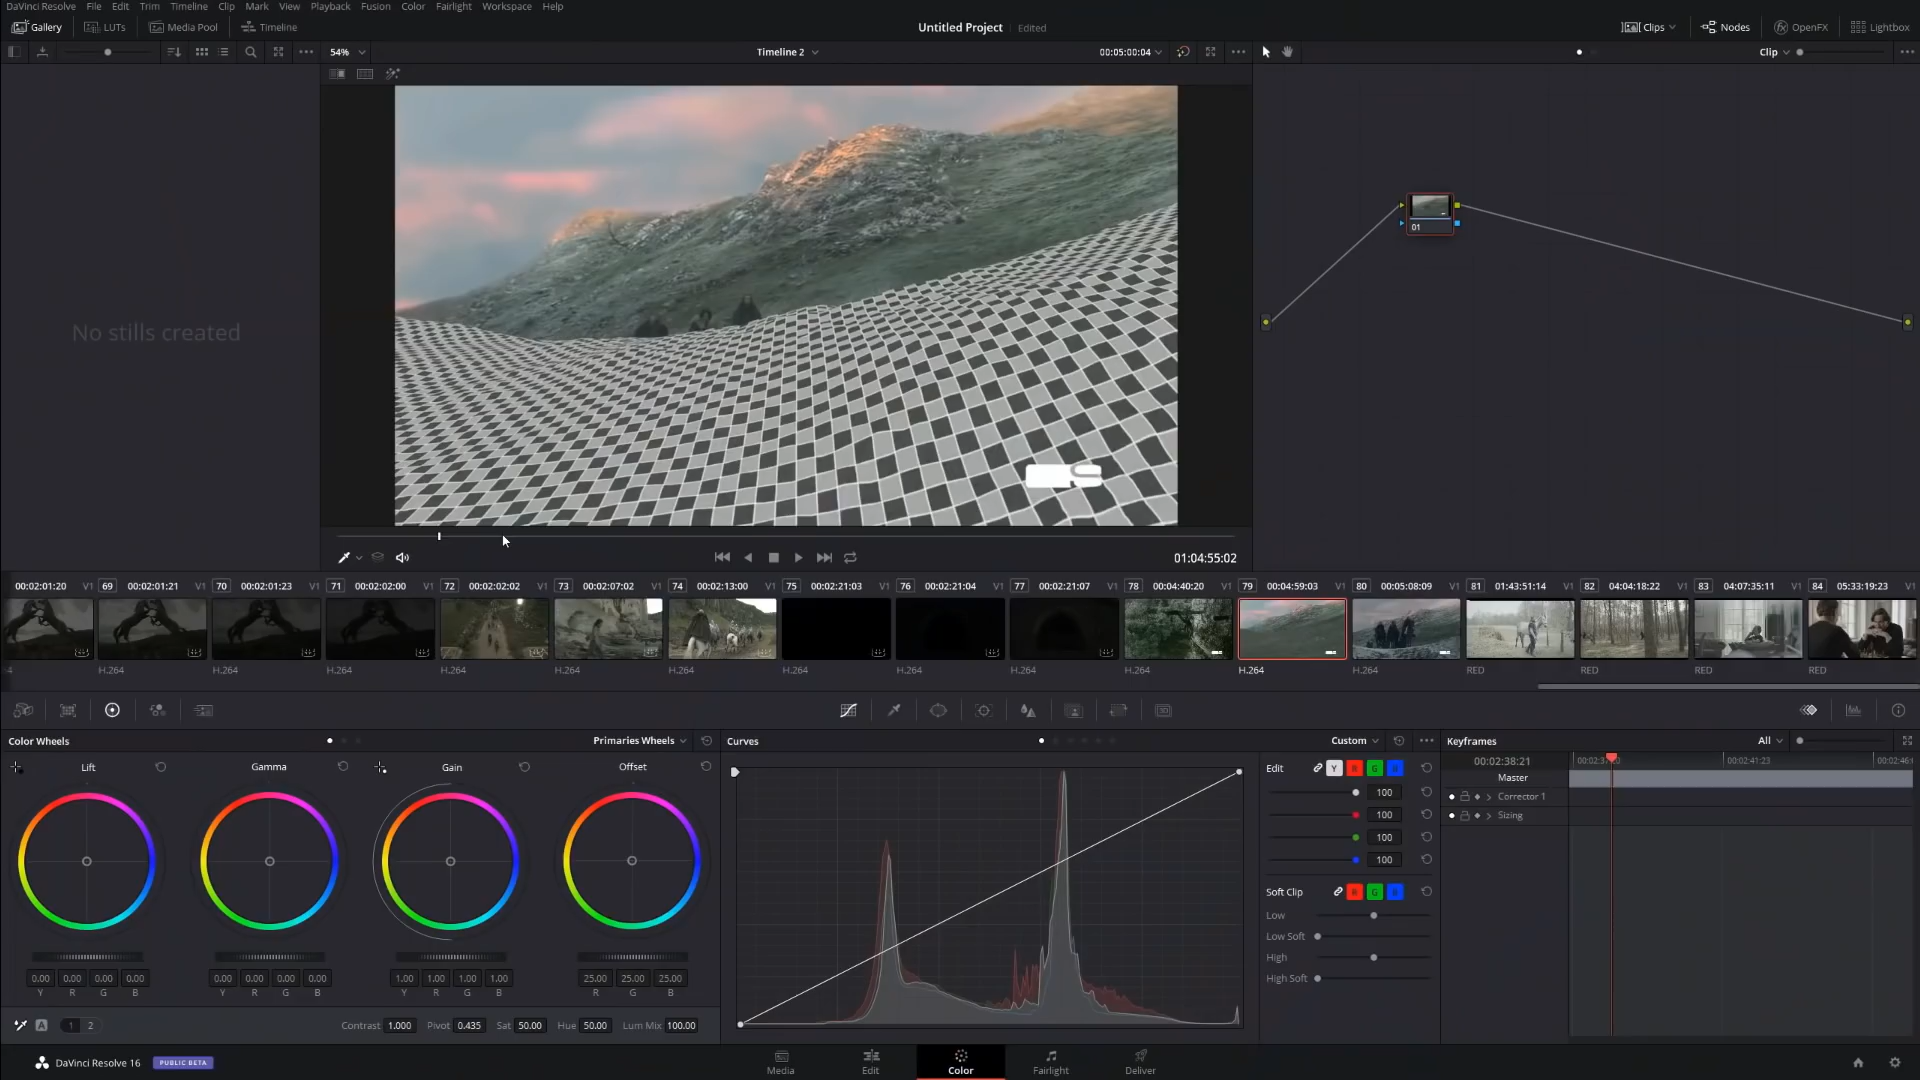 DaVinci Resolve File Edit Trim Timeline Clip Mark View Playback Fusion Color Fairlight Workspace Help
Gallery LUTs Media Pool Timeline Untitled Project Edited Clips Nodes OpenFX Lightbox
54% Timeline 2 00:05:00:04 Clip
No stills created
01
01:04:55:02
00:02:01:20 V1 69 00:02:01:21 V1 70 00:02:01:23 V1 71 00:02:02:00 V1 72 00:02:02:02 V1 73 00:02:07:02 V1 74 00:02:13:00 V1 75 00:02:21:03 V1 76 00:02:21:04 V1 77 00:02:21:07 V1 78 00:04:40:20 V1 79 00:04:59:03 V1 80 00:05:08:09 V1 81 01:43:51:14 V1 82 04:04:18:22 V1 83 04:07:35:11 V1 84 05:33:19:23 V1
H.264 H.264 H.264 H.264 H.264 H.264 H.264 H.264 H.264 H.264 H.264 H.264 RED RED RED RED
Color Wheels Primaries Wheels Curves Custom Keyframes All
Lift Gamma Gain Offset
Edit Y R G B
100
100
100
100
Soft Clip R G B
Low
Low Soft
High
High Soft
00:02:38:21 00:02:41:23
Master
Corrector 1
Sizing
0.00 0.00 0.00 0.00 0.00 0.00 0.00 0.00 1.00 1.00 1.00 1.00 25.00 25.00 25.00
Y R G B Y R G B Y R G B R G B
A 1 2 Contrast 1.000 Pivot 0.435 Sat 50.00 Hue 50.00 Lum Mix 100.00
DaVinci Resolve 16 PUBLIC BETA Media Edit Color Fairlight Deliver